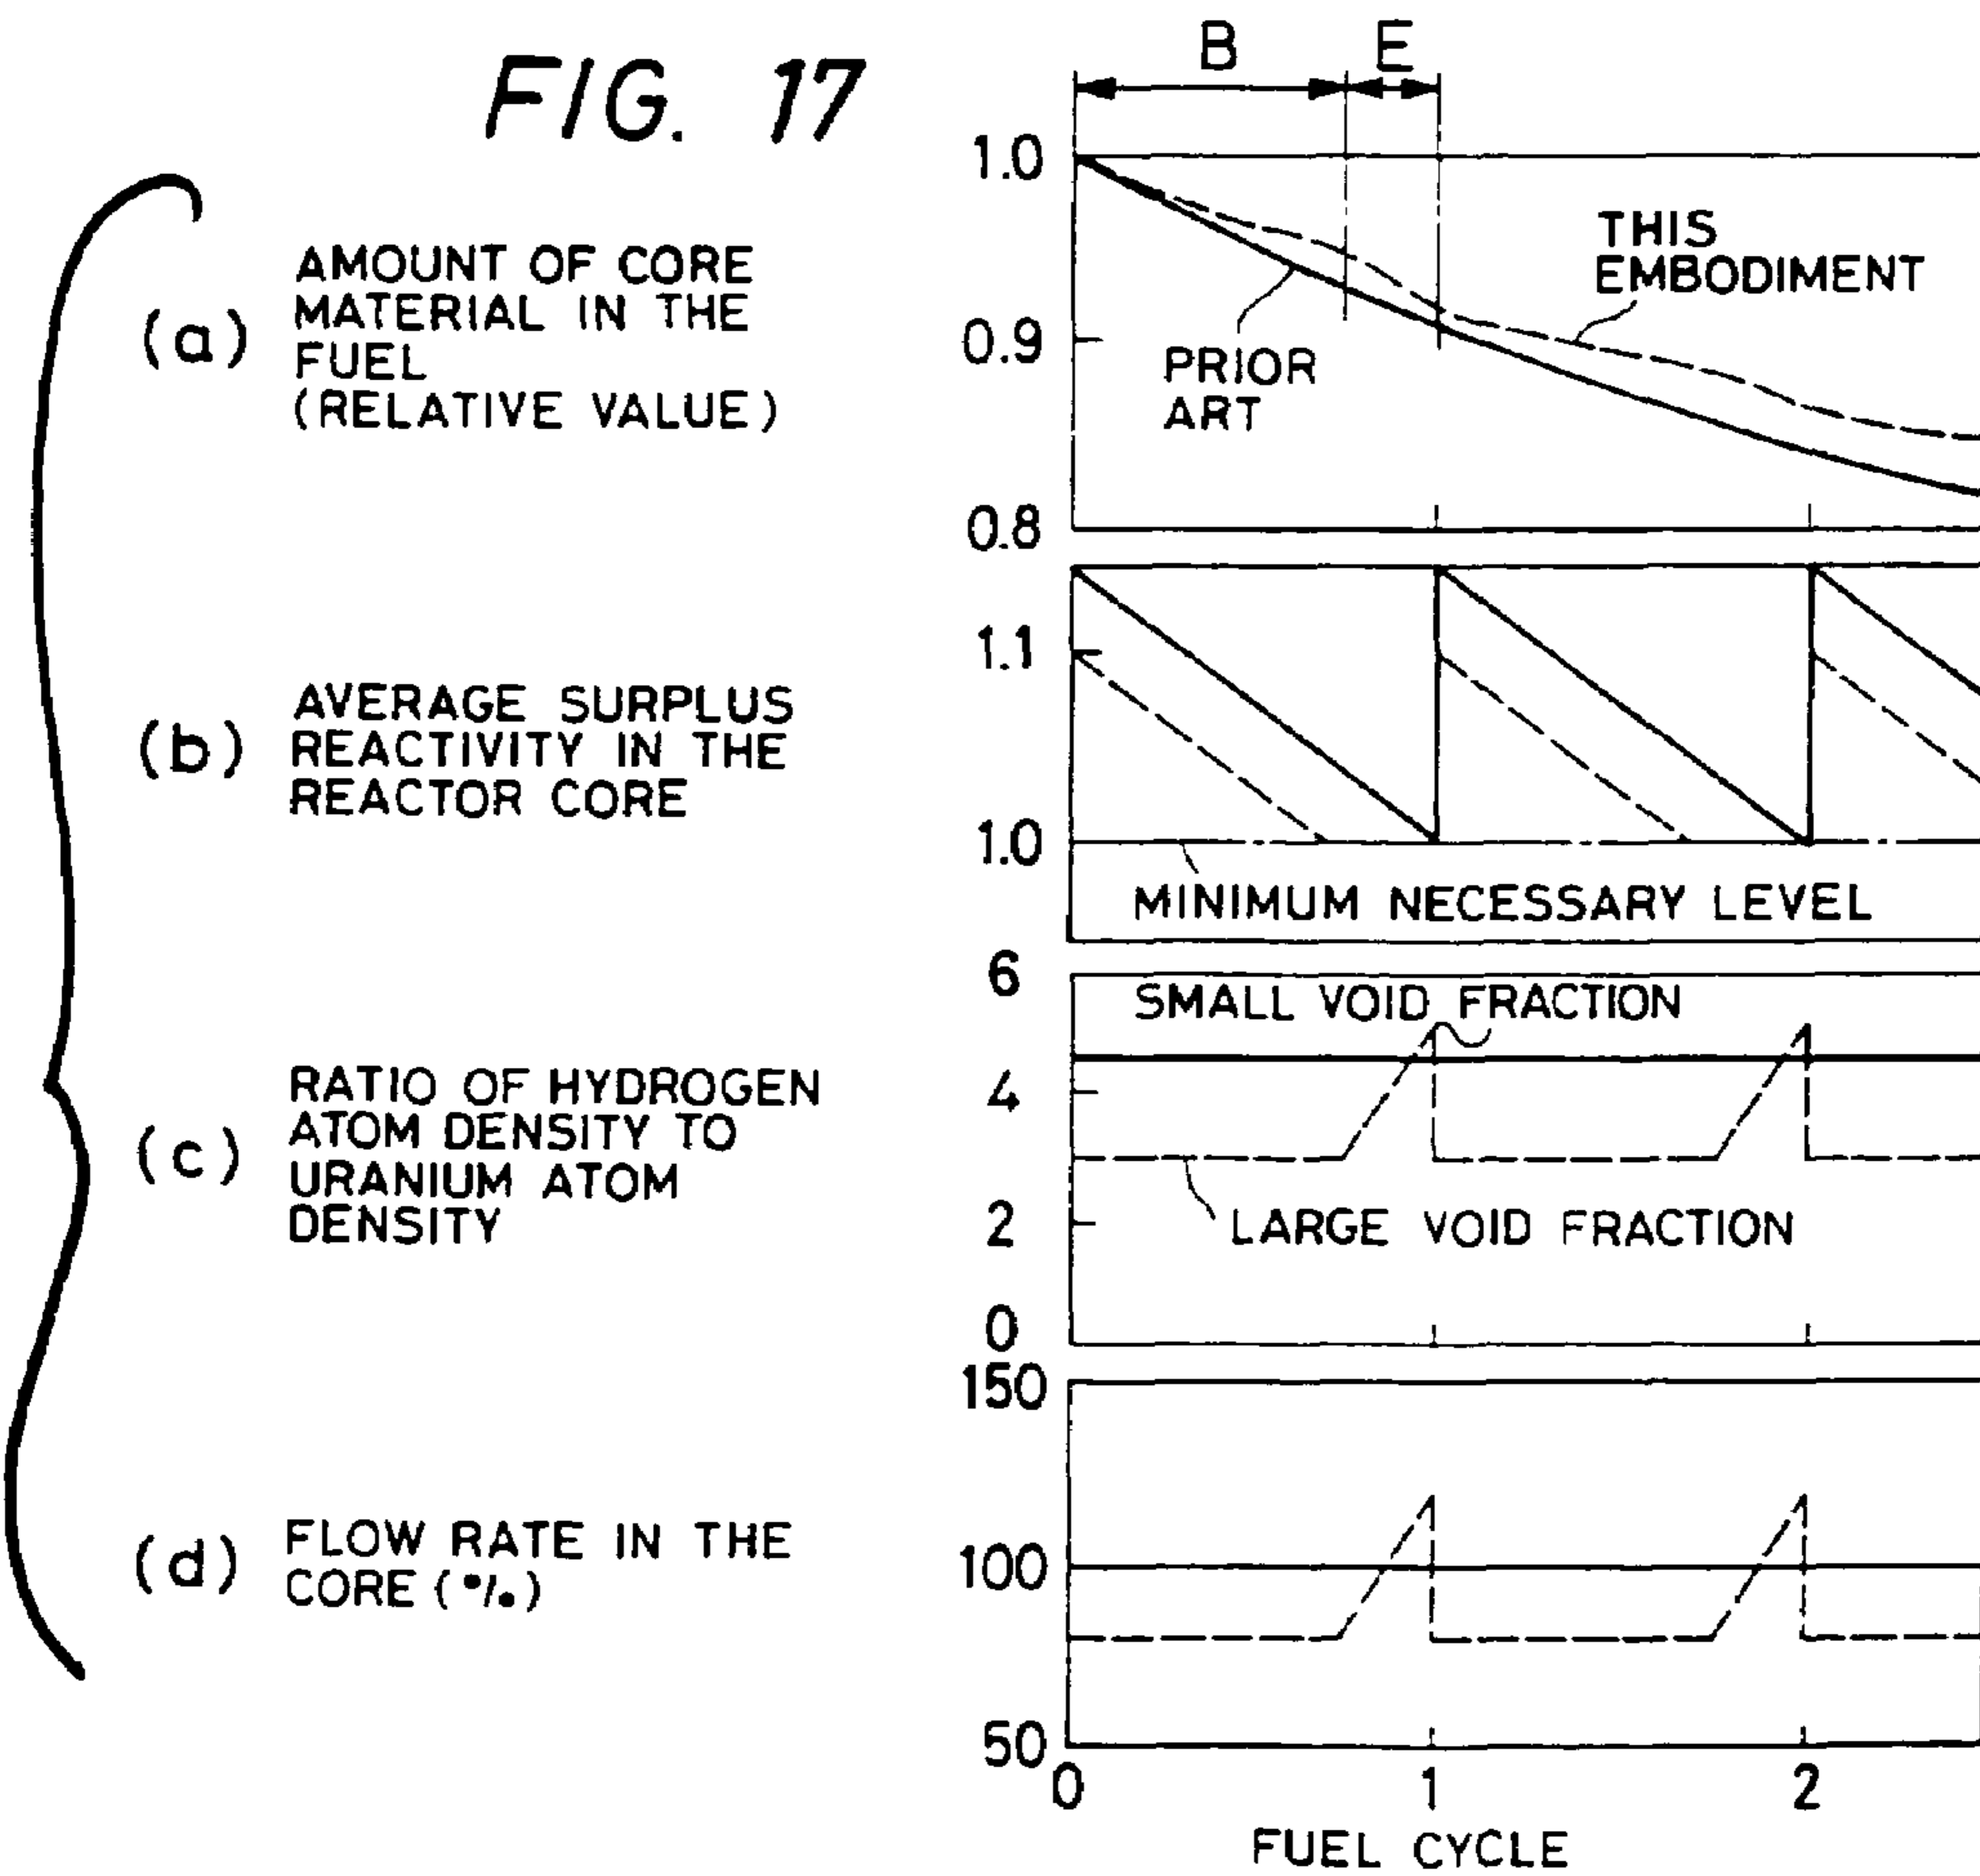 FIG. 17
B
E
(a)
AMOUNT OF CORE
MATERIAL IN THE
FUEL
(RELATIVE VALUE)
1.0
0.9
0.8
THIS
EMBODIMENT
PRIOR
ART
(b)
AVERAGE SURPLUS
REACTIVITY IN THE
REACTOR CORE
1.1
1.0
MINIMUM NECESSARY LEVEL
(c)
RATIO OF HYDROGEN
ATOM DENSITY TO
URANIUM ATOM
DENSITY
6
4
2
0
SMALL VOID FRACTION
LARGE VOID FRACTION
(d)
FLOW RATE IN THE
CORE (%)
150
100
50
0
1
2
FUEL CYCLE